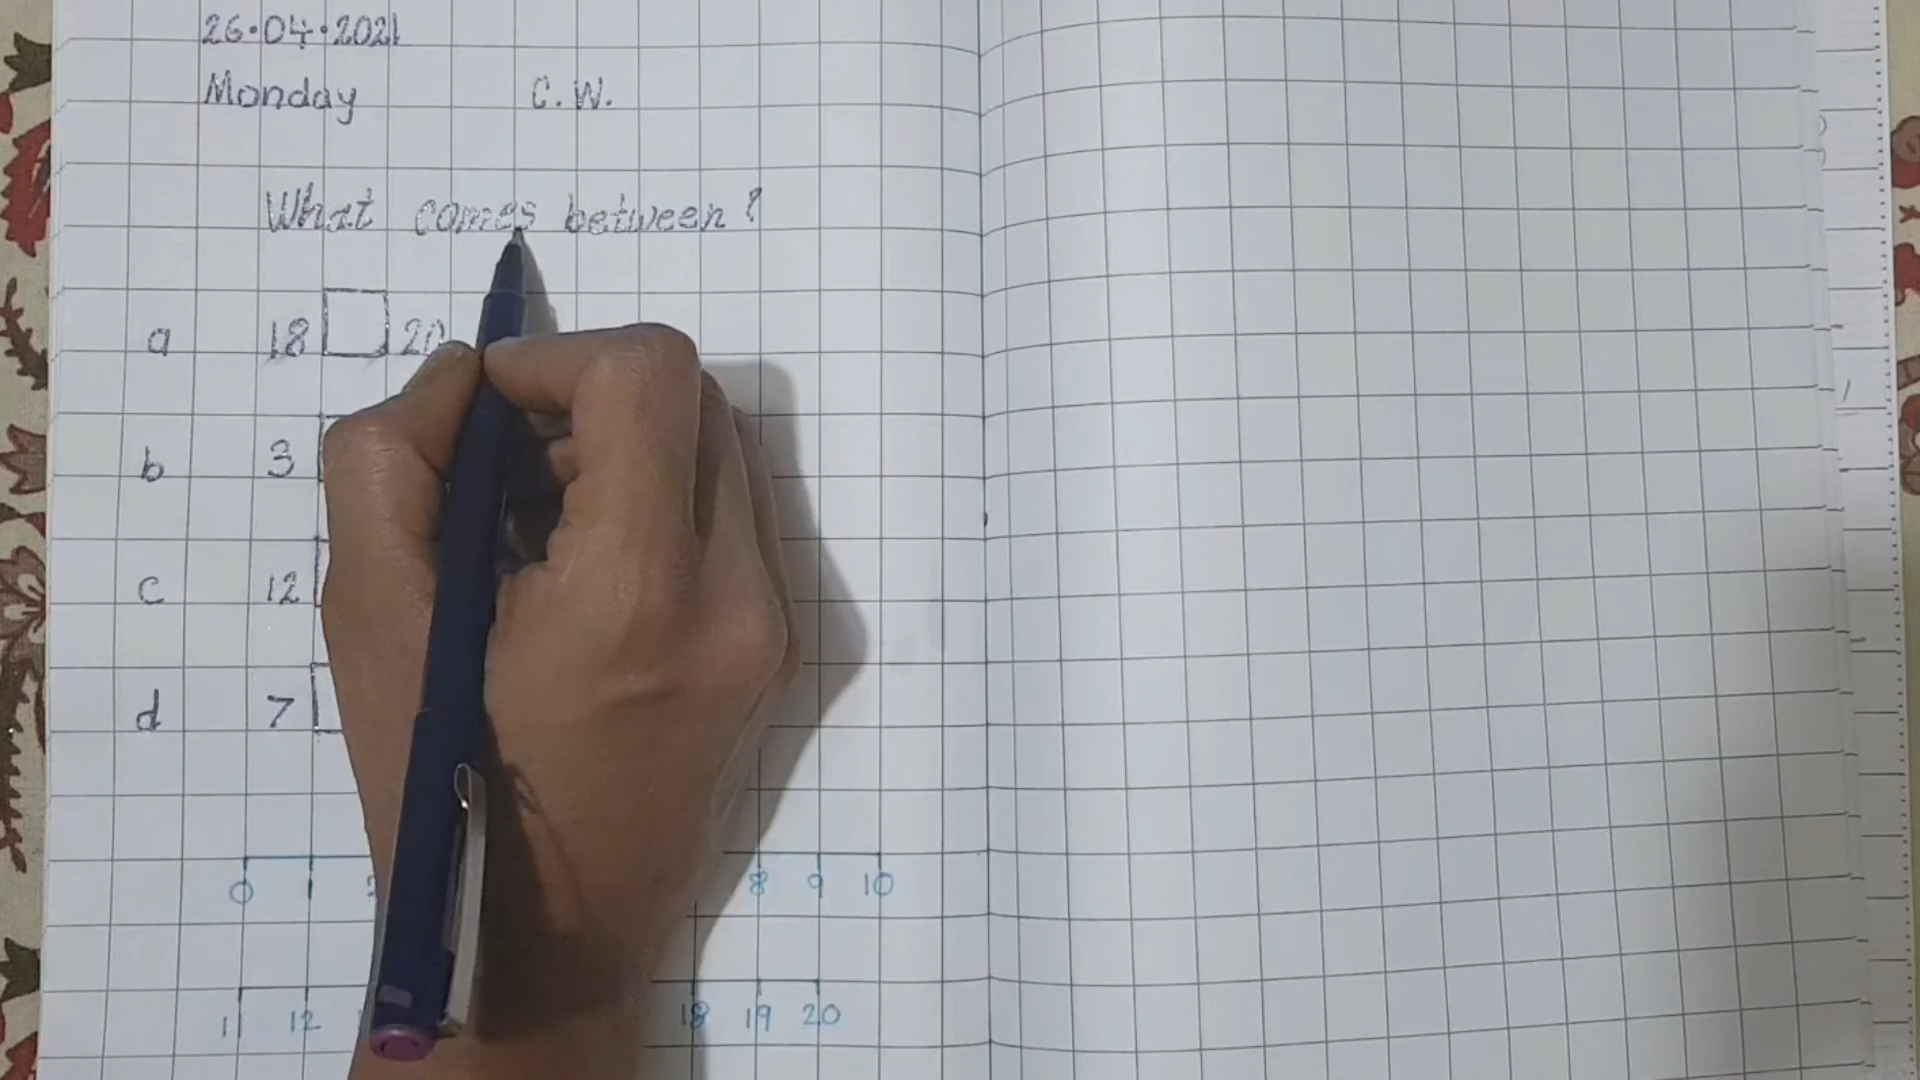 26.04.2021
Monday C.W.
What comes between?
a 18 20
b 3
c 12
d 7
0 1 8 9 10
11 12 18 19 20